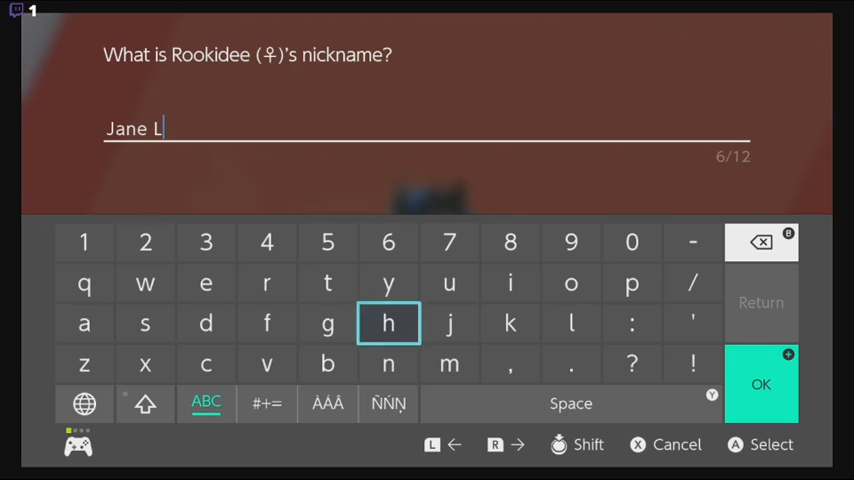 1
What is Rookidee (♀)'s nickname?
Jane L
6/12
1 2 3 4 5 6 7 8 9 0 -
B
q w e r t y u i o p /
Return
a s d f g h j k l : '
z x c v b n m , . ? !
+
OK
ABC #+= ÀÁÂ ÑŃŅ Space Y
L ← R → Shift X Cancel A Select